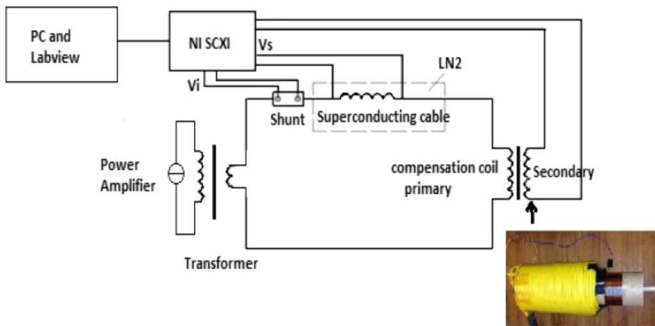 PC and
Labview
NI SCXI
Vs
Vi
LN2
Shunt
Superconducting cable
Power
Amplifier
compensation coil
primary
Secondary
Transformer